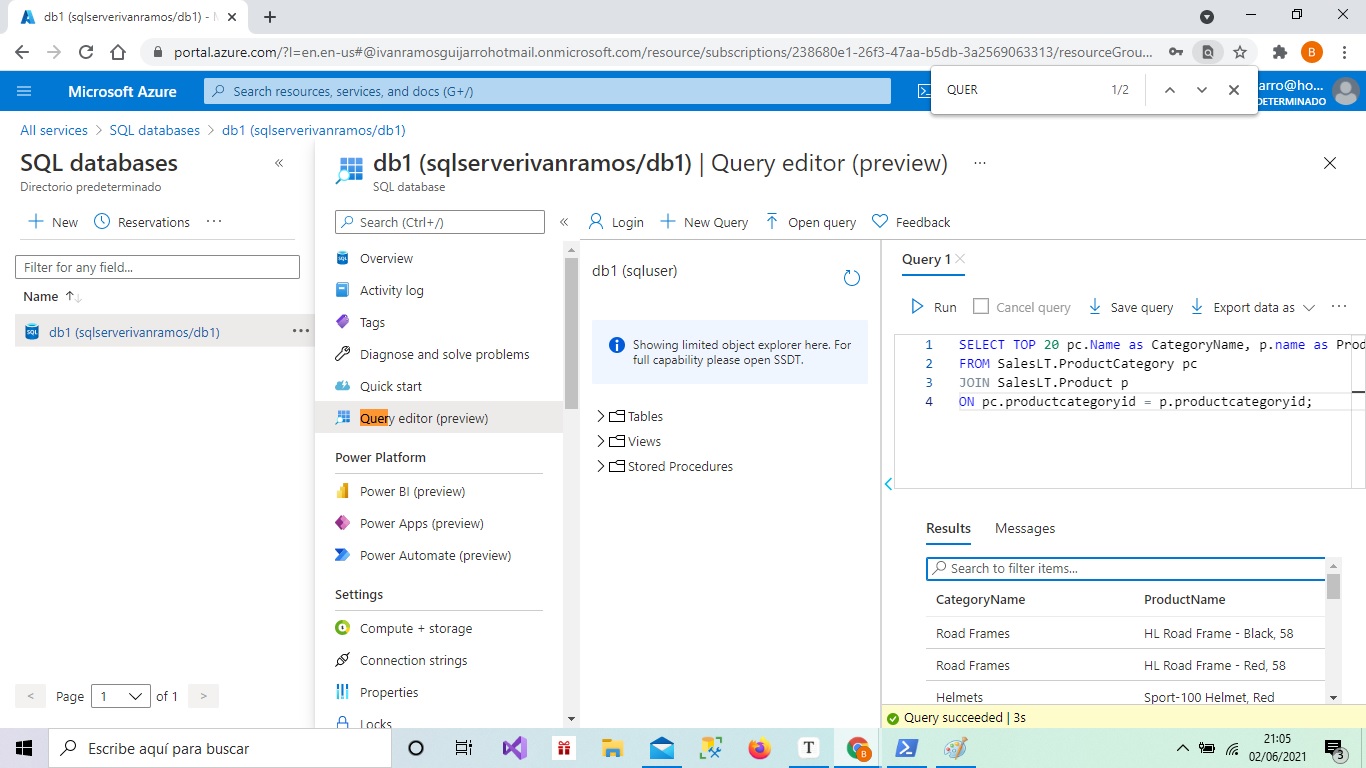 db1 (sqlserverivanramos/db1) - M
portal.azure.com/?l=en.en-us#@ivanramosguijarrohotmail.onmicrosoft.com/resource/subscriptions/238680e1-26f3-47aa-b5db-3a2569063313/resourceGrou...
B
Microsoft Azure
Search resources, services, and docs (G+/)
QUER
1/2
arro@ho...
DETERMINADO
All services > SQL databases > db1 (sqlserverivanramos/db1)
SQL databases
Directorio predeterminado
New
Reservations
Filter for any field...
Name
db1 (sqlserverivanramos/db1)
< Page 1 of 1 >
db1 (sqlserverivanramos/db1) | Query editor (preview)
SQL database
Search (Ctrl+/)
Overview
Activity log
Tags
Diagnose and solve problems
Quick start
Query editor (preview)
Power Platform
Power BI (preview)
Power Apps (preview)
Power Automate (preview)
Settings
Compute + storage
Connection strings
Properties
Locks
Login
New Query
Open query
Feedback
db1 (sqluser)
Showing limited object explorer here. For
full capability please open SSDT.
Tables
Views
Stored Procedures
Query 1
Run
Cancel query
Save query
Export data as
1 SELECT TOP 20 pc.Name as CategoryName, p.name as Prod
2 FROM SalesLT.ProductCategory pc
3 JOIN SalesLT.Product p
4 ON pc.productcategoryid = p.productcategoryid;
Results
Messages
Search to filter items...
CategoryName ProductName
Road Frames HL Road Frame - Black, 58
Road Frames HL Road Frame - Red, 58
Helmets Sport-100 Helmet, Red
Query succeeded | 3s
Escribe aquí para buscar
T
B
21:05
02/06/2021
3